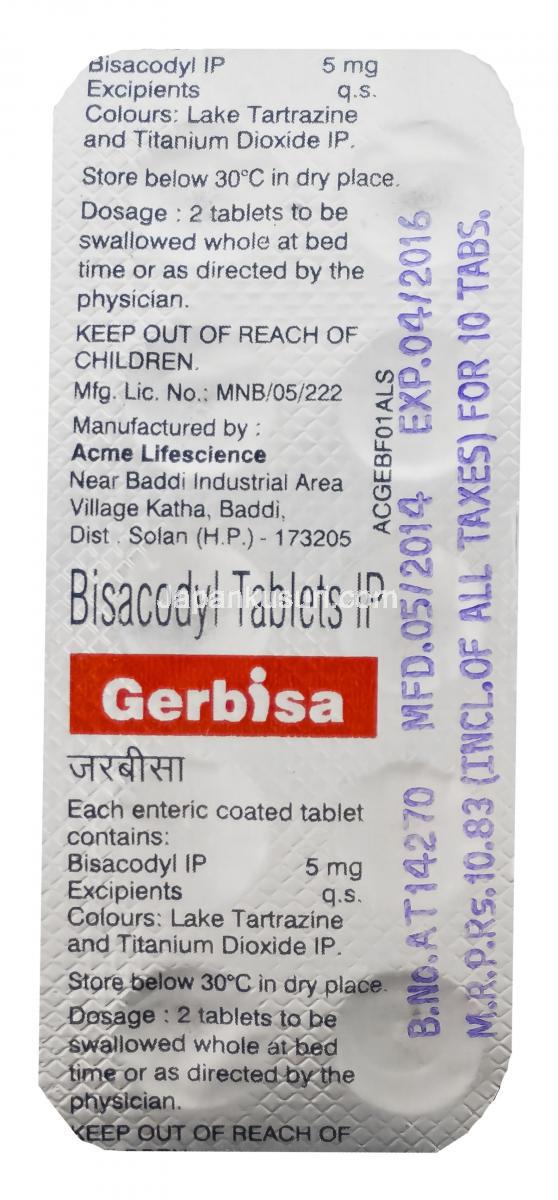 Bisacodyl IP 5 mg
Excipients q.s.
Colours: Lake Tartrazine
and Titanium Dioxide IP.
Store below 30°C in dry place.
Dosage : 2 tablets to be
swallowed whole at bed
time or as directed by the
physician.
KEEP OUT OF REACH OF
CHILDREN.
Mfg. Lic. No.: MNB/05/222
Manufactured by :
Acme Lifescience
Near Baddi Industrial Area
Village Katha, Baddi,
Dist . Solan (H.P.) - 173205
ACGEBF01ALS
Bisacodyl Tablets IP
Japankusuri.com
Gerbisa
जरबीसा
Each enteric coated tablet
contains:
Bisacodyl IP 5 mg
Excipients q.s.
Colours: Lake Tartrazine
and Titanium Dioxide IP.
Store below 30°C in dry place.
Dosage : 2 tablets to be
swallowed whole at bed
time or as directed by the
physician.
KEEP OUT OF REACH OF
B.No.AT14270 MFD.05/2014 EXP.04/2016
M.R.P.Rs.10.83 (INCL.OF ALL TAXES) FOR 10 TABS.